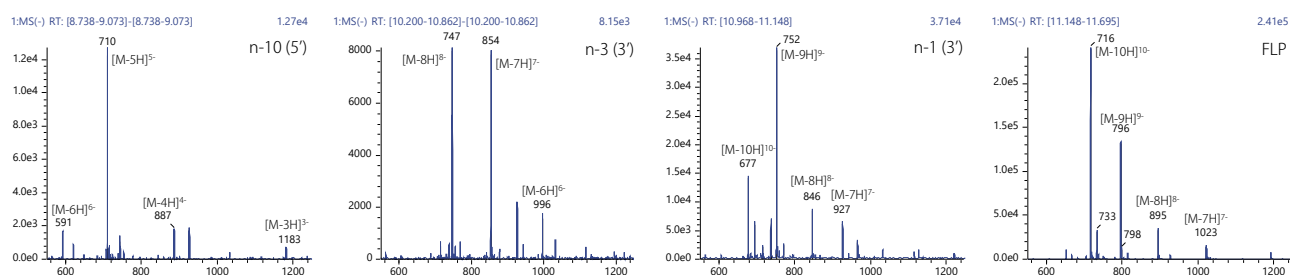 1:MS(-) RT: [8.738-9.073]-[8.738-9.073] 1.27e4
n-10 (5′)
710
[M-5H]5-
1.2e4
1.0e4
8.0e3
6.0e3
4.0e3
2.0e3
0.0e0
[M-6H]6-
591
[M-4H]4-
887
[M-3H]3-
1183
600 800 1000 1200
1:MS(-) RT: [10.200-10.862]-[10.200-10.862] 8.15e3
n-3 (3′)
747 854
[M-8H]8- [M-7H]7-
8000
6000
4000
2000
0
[M-6H]6-
996
600 800 1000 1200
1:MS(-) RT: [10.968-11.148] 3.71e4
n-1 (3′)
752
[M-9H]9-
3.5e4
3.0e4
2.5e4
2.0e4
1.5e4
1.0e4
5.0e3
0.0e0
[M-10H]10-
677
[M-8H]8-
846
[M-7H]7-
927
600 800 1000 1200
1:MS(-) RT: [11.148-11.695] 2.41e5
FLP
716
[M-10H]10-
2.0e5
1.5e5
1.0e5
5.0e4
0.0e0
[M-9H]9-
796
733
798
[M-8H]8-
895
[M-7H]7-
1023
600 800 1000 1200